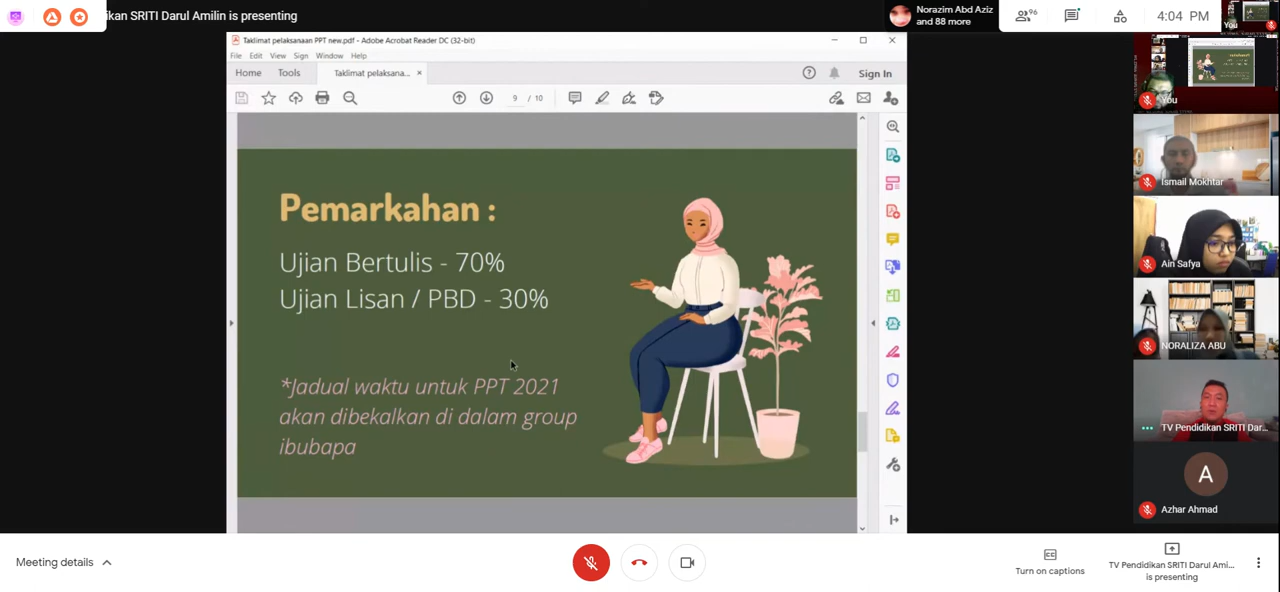 dikan SRITI Darul Amilin is presenting
Norazim Abd Aziz
and 88 more
96
4:04 PM
You
Taklimat pelaksanaan PPT new.pdf - Adobe Acrobat Reader DC (32-bit)
File Edit View Sign Window Help
Home Tools Taklimat pelaksana... ×
Sign In
9 / 10
Pemarkahan :
Ujian Bertulis - 70%
Ujian Lisan / PBD - 30%
*Jadual waktu untuk PPT 2021
akan dibekalkan di dalam group
ibubapa
You
Ismail Mokhtar
Ain Safya
NORALIZA ABU
TV Pendidikan SRITI Dar...
A
Azhar Ahmad
Meeting details
Turn on captions
TV Pendidikan SRITI Darul Ami...
is presenting